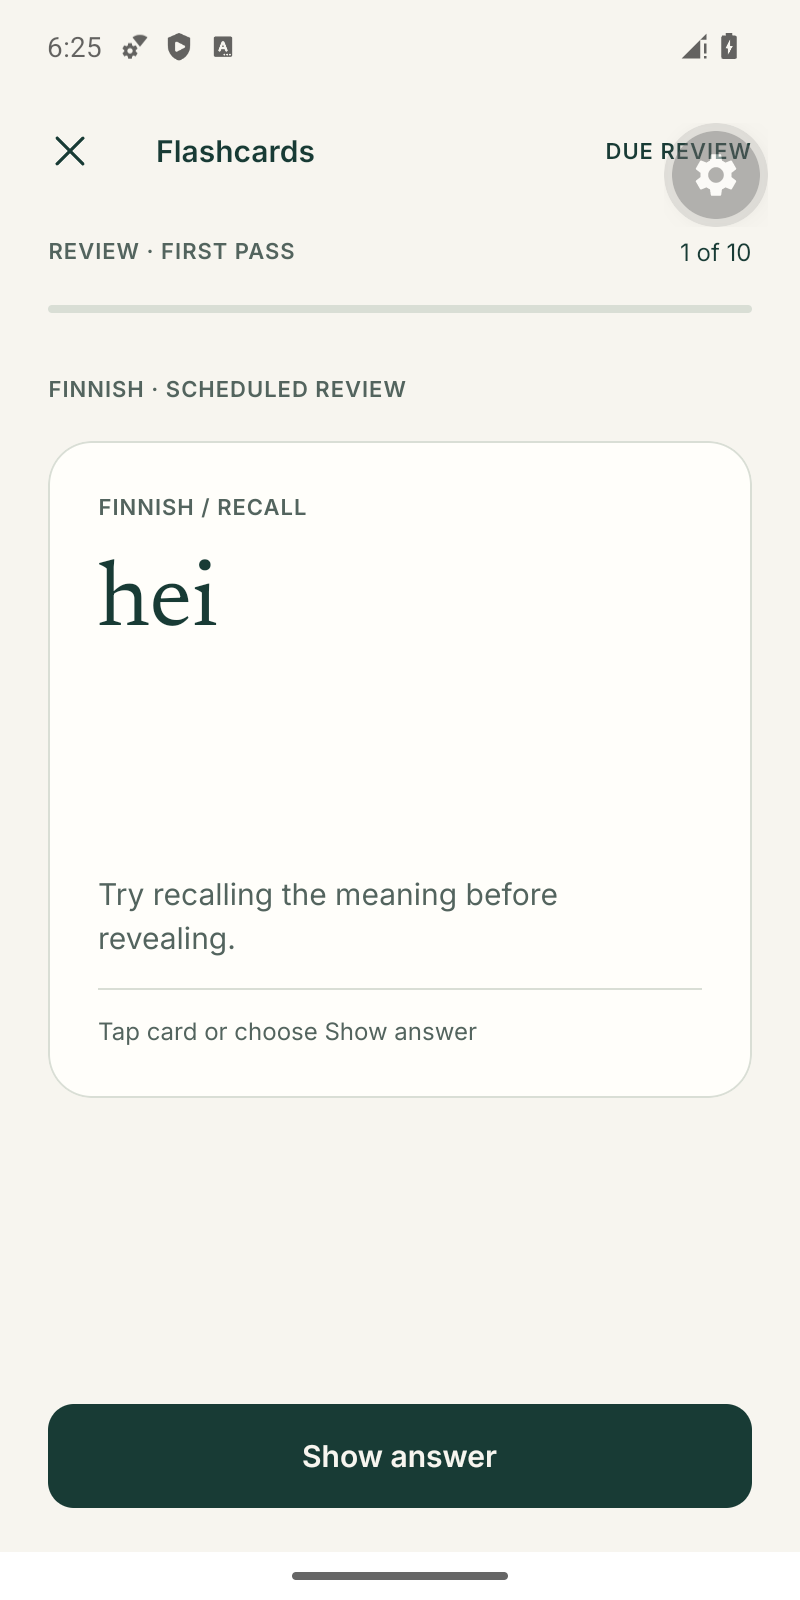 6:25
Flashcards
DUE REVIEW
REVIEW · FIRST PASS
1 of 10
FINNISH · SCHEDULED REVIEW
FINNISH / RECALL
hei
Try recalling the meaning before
revealing.
Tap card or choose Show answer
Show answer